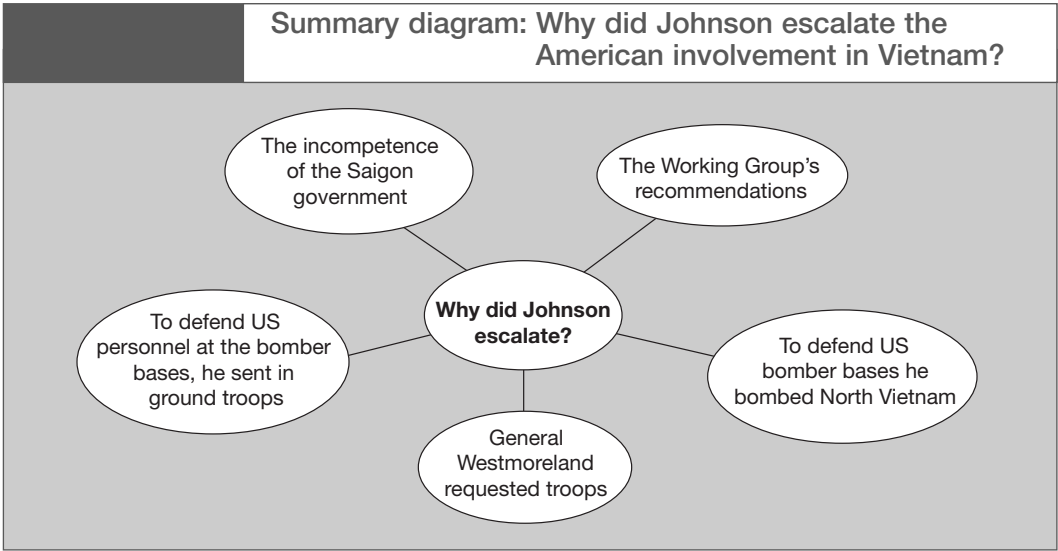 Summary diagram: Why did Johnson escalate the
American involvement in Vietnam?
The incompetence
of the Saigon
government
The Working Group's
recommendations
Why did Johnson
escalate?
To defend US
personnel at the bomber
bases, he sent in
ground troops
To defend US
bomber bases he
bombed North Vietnam
General
Westmoreland
requested troops